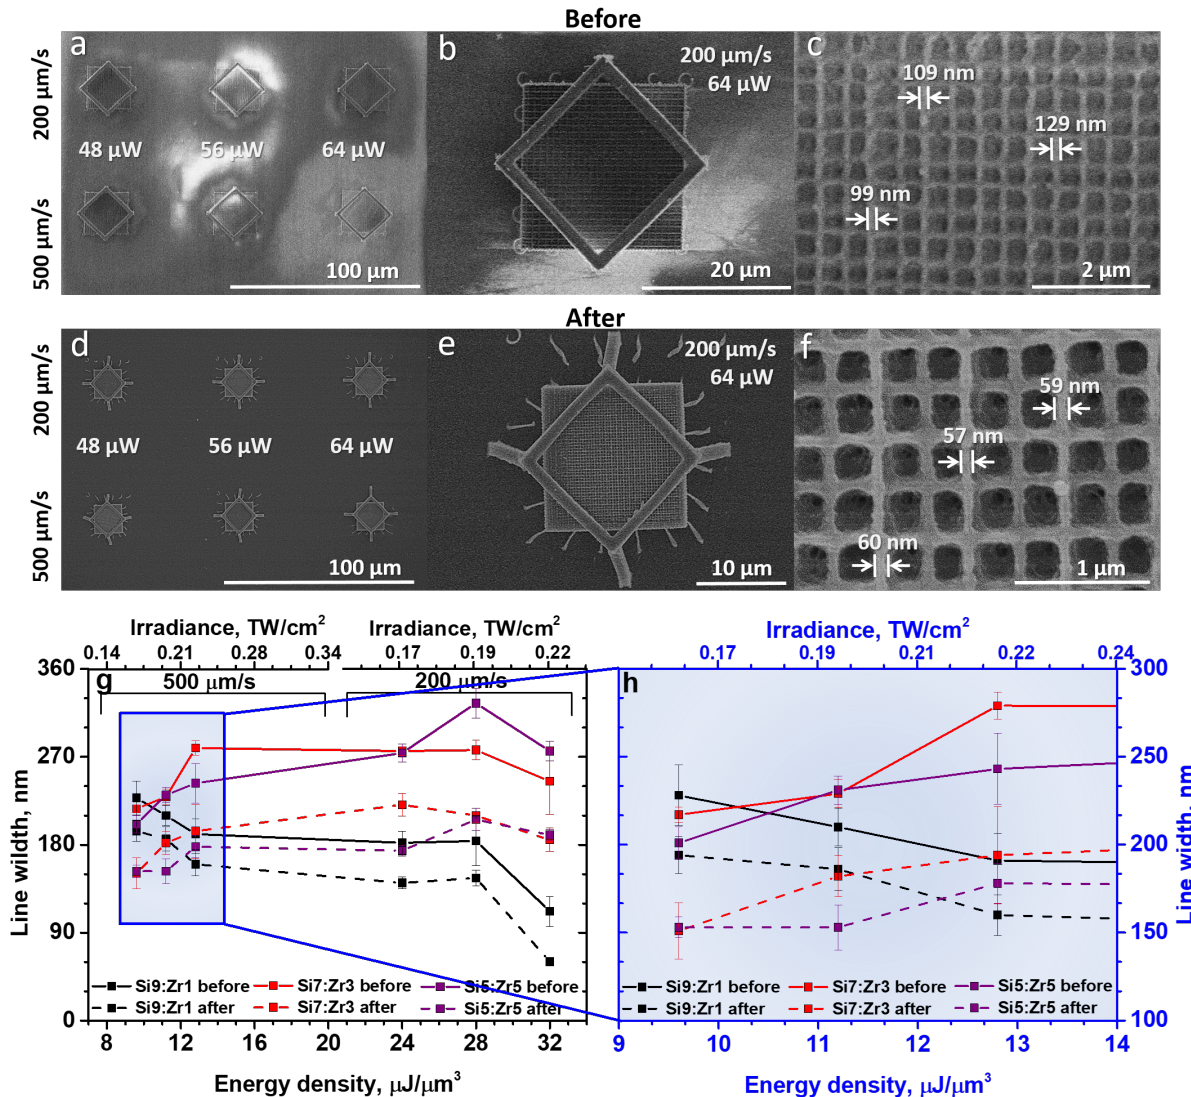 Before
a
200 µm/s
500 µm/s
48 µW
56 µW
64 µW
100 µm
b
200 µm/s
64 µW
20 µm
c
109 nm
129 nm
99 nm
2 µm
After
d
200 µm/s
500 µm/s
48 µW
56 µW
64 µW
100 µm
e
200 µm/s
64 µW
10 µm
f
59 nm
57 nm
60 nm
1 µm
Irradiance, TW/cm²
Irradiance, TW/cm²
0.14 0.21 0.28 0.34 0.17 0.19 0.22
g
500 µm/s
200 µm/s
Line width, nm
360
270
180
90
0
Si9:Zr1 before
Si7:Zr3 before
Si5:Zr5 before
Si9:Zr1 after
Si7:Zr3 after
Si5:Zr5 after
8 12 16 20 24 28 32
Energy density, µJ/µm³
Irradiance, TW/cm²
0.17 0.19 0.21 0.22 0.24
h
300
250
200
150
100
Line width, nm
Si9:Zr1 before
Si7:Zr3 before
Si5:Zr5 before
Si9:Zr1 after
Si7:Zr3 after
Si5:Zr5 after
9 10 11 12 13 14
Energy density, µJ/µm³